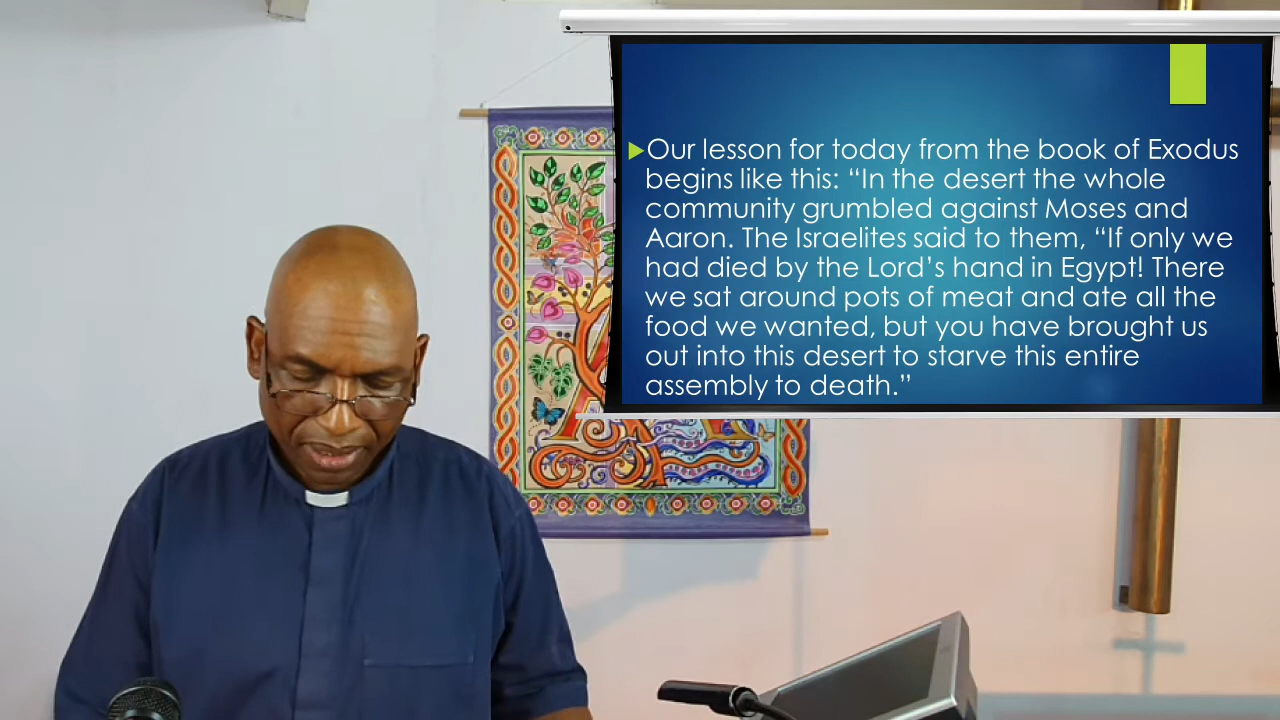 Our lesson for today from the book of Exodus
begins like this: “In the desert the whole
community grumbled against Moses and
Aaron. The Israelites said to them, “If only we
had died by the Lord’s hand in Egypt! There
we sat around pots of meat and ate all the
food we wanted, but you have brought us
out into this desert to starve this entire
assembly to death.”